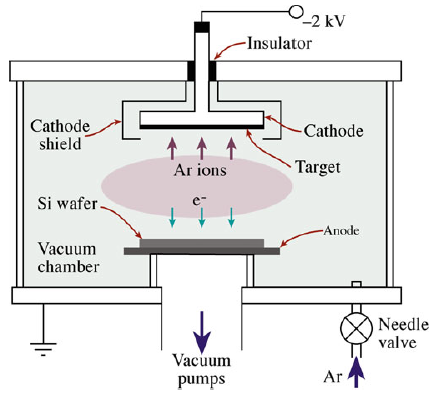 -2 kV
Insulator
Cathode
shield
Cathode
Ar ions
Target
e-
Si wafer
Anode
Vacuum
chamber
Needle
valve
Vacuum
pumps
Ar